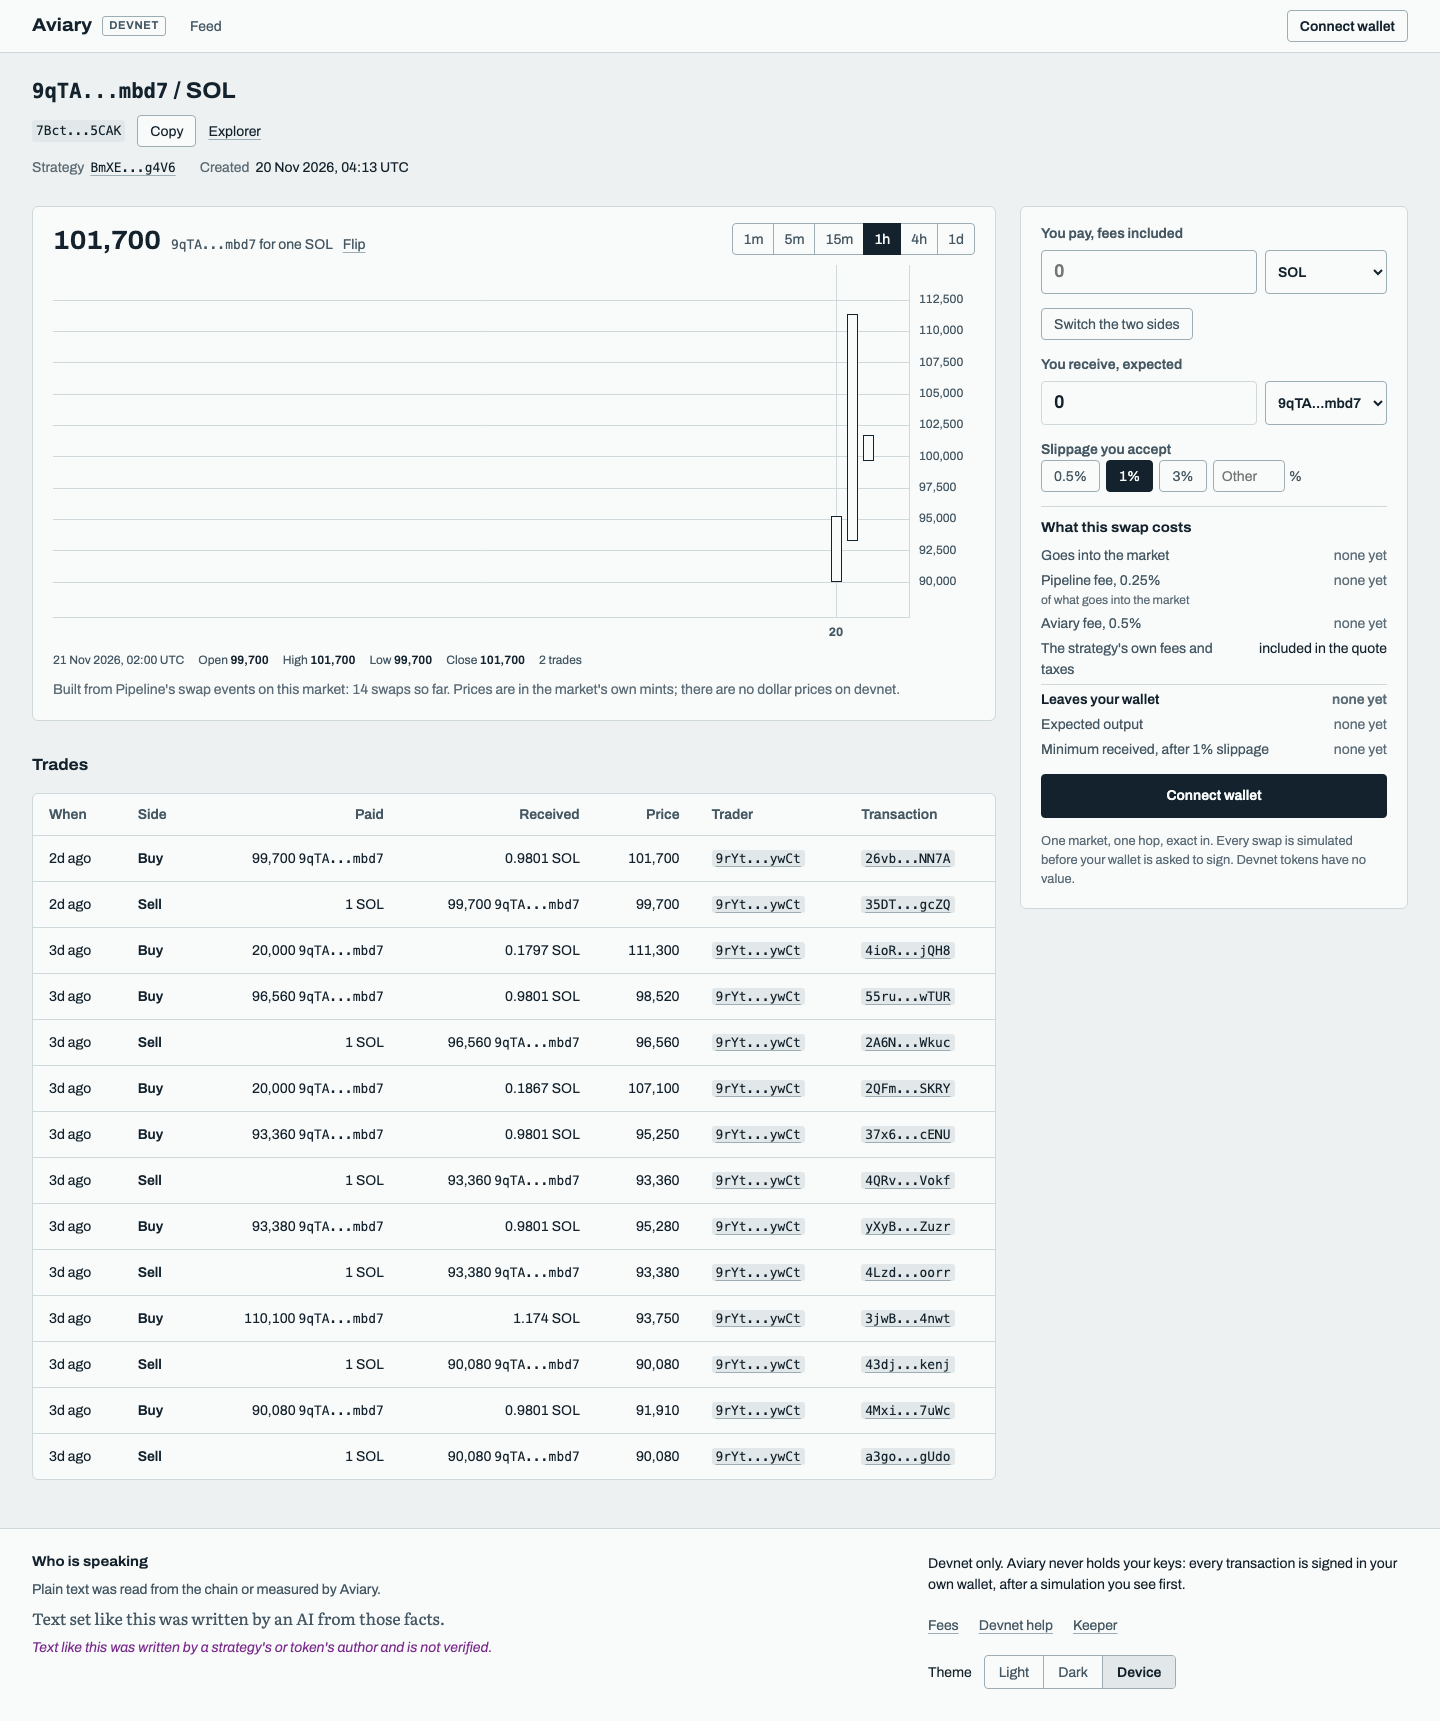 Aviary DEVNET Feed Connect wallet
9qTA...mbd7 / SOL
7Bct...5CAK Copy Explorer
Strategy BmXE...g4V6 Created 20 Nov 2026, 04:13 UTC
101,700 9qTA...mbd7 for one SOL Flip
1m 5m 15m 1h 4h 1d
112,500
110,000
107,500
105,000
102,500
100,000
97,500
95,000
92,500
90,000
20
21 Nov 2026, 02:00 UTC Open 99,700 High 101,700 Low 99,700 Close 101,700 2 trades
Built from Pipeline's swap events on this market: 14 swaps so far. Prices are in the market's own mints; there are no dollar prices on devnet.
You pay, fees included
0 SOL
Switch the two sides
You receive, expected
0 9qTA...mbd7
Slippage you accept
0.5% 1% 3% Other %
What this swap costs
Goes into the market none yet
Pipeline fee, 0.25% none yet
of what goes into the market
Aviary fee, 0.5% none yet
The strategy's own fees and included in the quote
taxes
Leaves your wallet none yet
Expected output none yet
Minimum received, after 1% slippage none yet
Connect wallet
One market, one hop, exact in. Every swap is simulated
before your wallet is asked to sign. Devnet tokens have no
value.
Trades
When Side Paid Received Price Trader Transaction
2d ago Buy 99,700 9qTA...mbd7 0.9801 SOL 101,700 9rYt...ywCt 26vb...NN7A
2d ago Sell 1 SOL 99,700 9qTA...mbd7 99,700 9rYt...ywCt 35DT...gcZQ
3d ago Buy 20,000 9qTA...mbd7 0.1797 SOL 111,300 9rYt...ywCt 4ioR...jQH8
3d ago Buy 96,560 9qTA...mbd7 0.9801 SOL 98,520 9rYt...ywCt 55ru...wTUR
3d ago Sell 1 SOL 96,560 9qTA...mbd7 96,560 9rYt...ywCt 2A6N...Wkuc
3d ago Buy 20,000 9qTA...mbd7 0.1867 SOL 107,100 9rYt...ywCt 2QFm...SKRY
3d ago Buy 93,360 9qTA...mbd7 0.9801 SOL 95,250 9rYt...ywCt 37x6...cENU
3d ago Sell 1 SOL 93,360 9qTA...mbd7 93,360 9rYt...ywCt 4QRv...Vokf
3d ago Buy 93,380 9qTA...mbd7 0.9801 SOL 95,280 9rYt...ywCt yXyB...Zuzr
3d ago Sell 1 SOL 93,380 9qTA...mbd7 93,380 9rYt...ywCt 4Lzd...oorr
3d ago Buy 110,100 9qTA...mbd7 1.174 SOL 93,750 9rYt...ywCt 3jwB...4nwt
3d ago Sell 1 SOL 90,080 9qTA...mbd7 90,080 9rYt...ywCt 43dj...kenj
3d ago Buy 90,080 9qTA...mbd7 0.9801 SOL 91,910 9rYt...ywCt 4Mxi...7uWc
3d ago Sell 1 SOL 90,080 9qTA...mbd7 90,080 9rYt...ywCt a3go...gUdo
Who is speaking
Plain text was read from the chain or measured by Aviary.
Text set like this was written by an AI from those facts.
Text like this was written by a strategy's or token's author and is not verified.
Devnet only. Aviary never holds your keys: every transaction is signed in your
own wallet, after a simulation you see first.
Fees Devnet help Keeper
Theme Light Dark Device